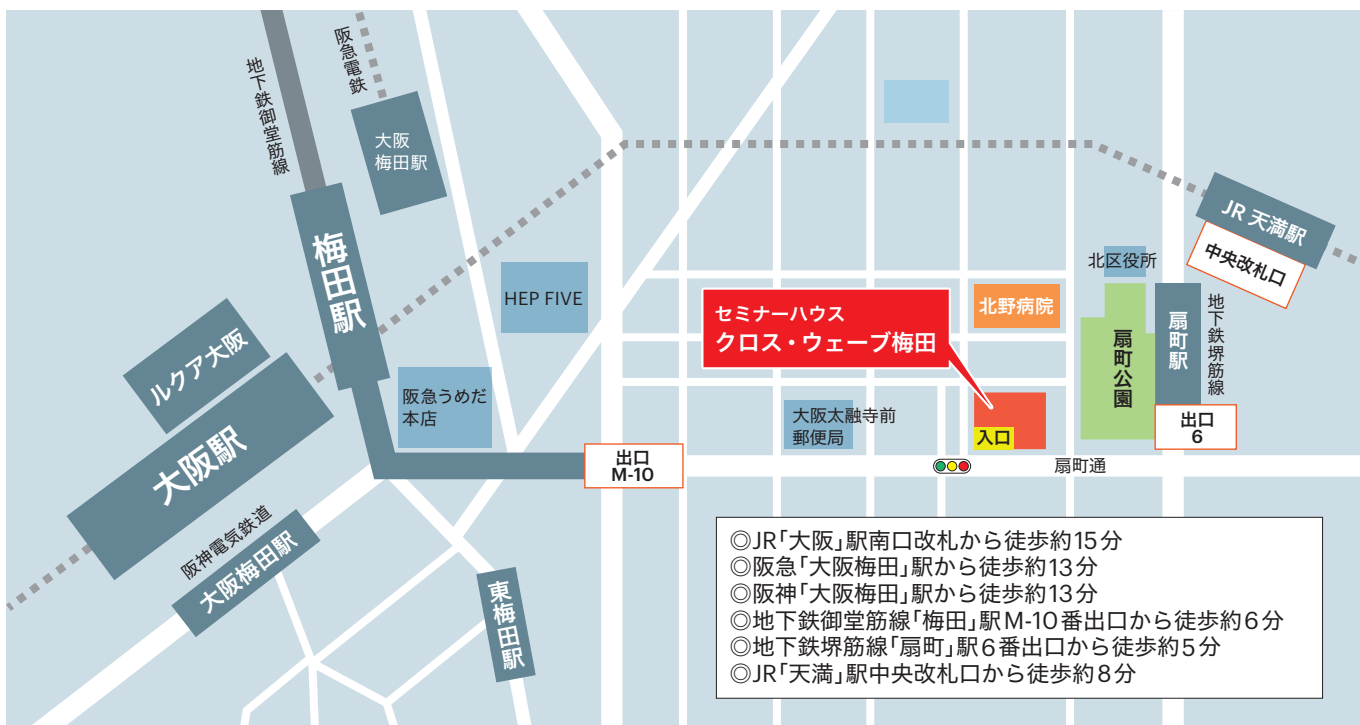 阪急電鉄
地下鉄御堂筋線
大阪
梅田駅
梅田駅
JR 天満駅
中央改札口
北区役所
HEP FIVE
セミナーハウス
クロス・ウェーブ梅田
北野病院
扇町公園
扇町駅
地下鉄堺筋線
ルクア大阪
大阪駅
阪急うめだ
本店
大阪太融寺前
郵便局
入口
出口
6
出口
M-10
扇町通
阪神電気鉄道
大阪梅田駅
東梅田駅
◎JR「大阪」駅南口改札から徒歩約15分
◎阪急「大阪梅田」駅から徒歩約13分
◎阪神「大阪梅田」駅から徒歩約13分
◎地下鉄御堂筋線「梅田」駅M-10番出口から徒歩約6分
◎地下鉄堺筋線「扇町」駅6番出口から徒歩約5分
◎JR「天満」駅中央改札口から徒歩約8分